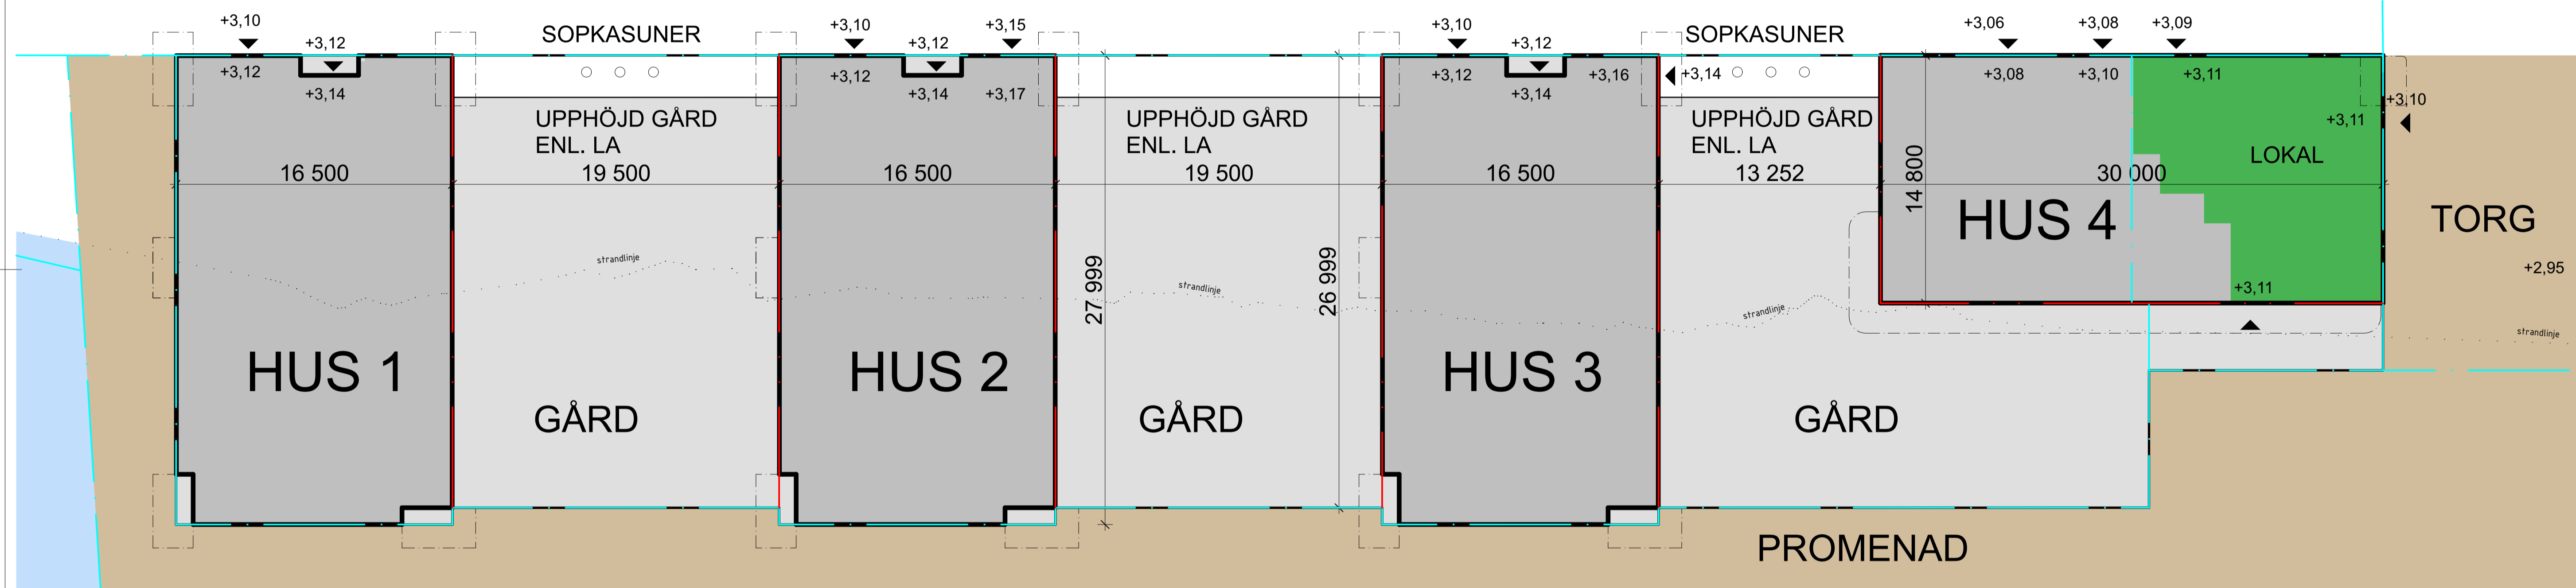 +3,10
SOPKASUNER
+3,10
+3,15
+3,10
SOPKASUNER
+3,06
+3,08
+3,09
+3,12
+3,12
+3,12
+3,12
+3,12
+3,12
+3,16
+3,14
+3,08
+3,10
+3,11
+3,14
+3,14
+3,17
+3,14
+3,10
UPPHÖJD GÅRD
ENL. LA
UPPHÖJD GÅRD
ENL. LA
UPPHÖJD GÅRD
ENL. LA
+3,11
LOKAL
16 500
19 500
16 500
19 500
16 500
13 252
30 000
14 800
HUS 4
TORG
+2,95
strandlinje
strandlinje
27 999
26 999
+3,11
strandlinje
strandlinje
HUS 1
HUS 2
HUS 3
GÅRD
GÅRD
GÅRD
PROMENAD